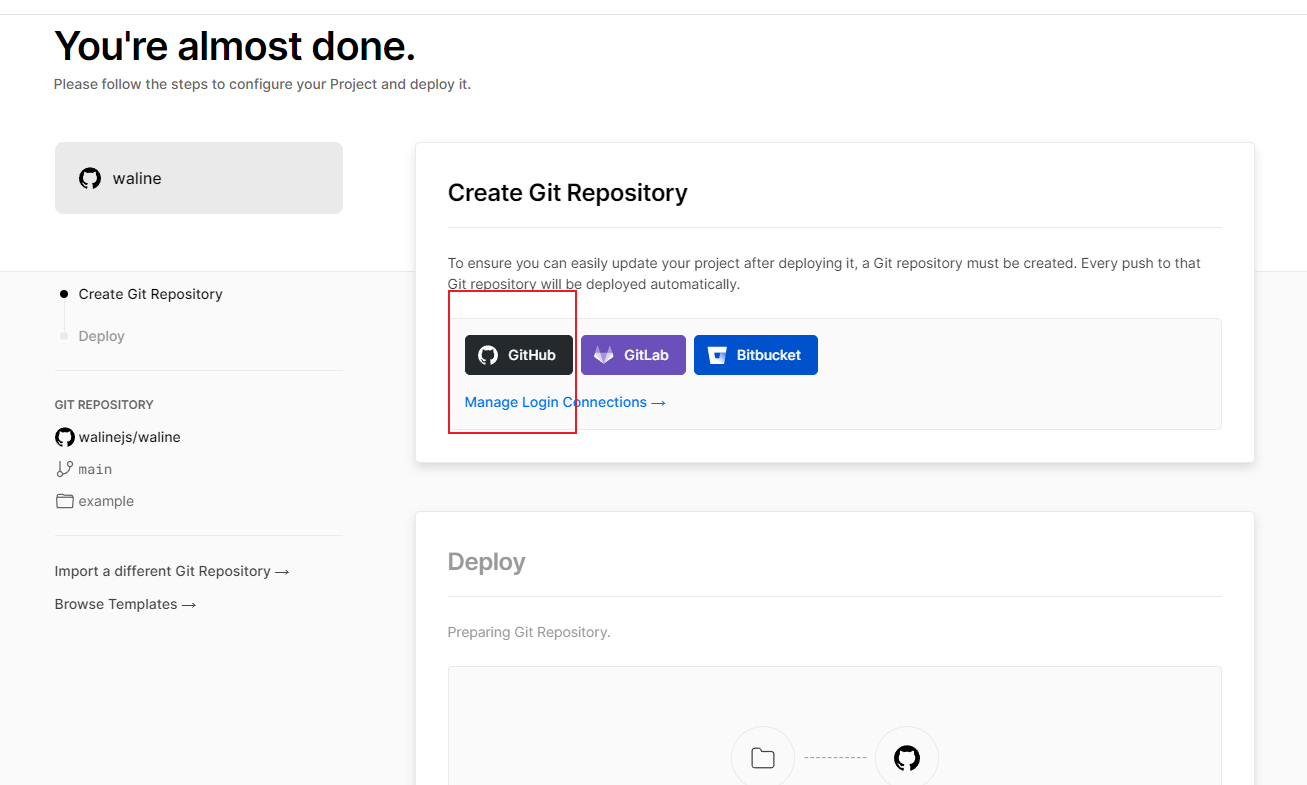 You're almost done.
Please follow the steps to configure your Project and deploy it.
waline
Create Git Repository
Deploy
GIT REPOSITORY
walinejs/waline
main
example
Import a different Git Repository →
Browse Templates →
Create Git Repository
To ensure you can easily update your project after deploying it, a Git repository must be created. Every push to that
Git repository will be deployed automatically.
GitHub GitLab Bitbucket
Manage Login Connections →
Deploy
Preparing Git Repository.